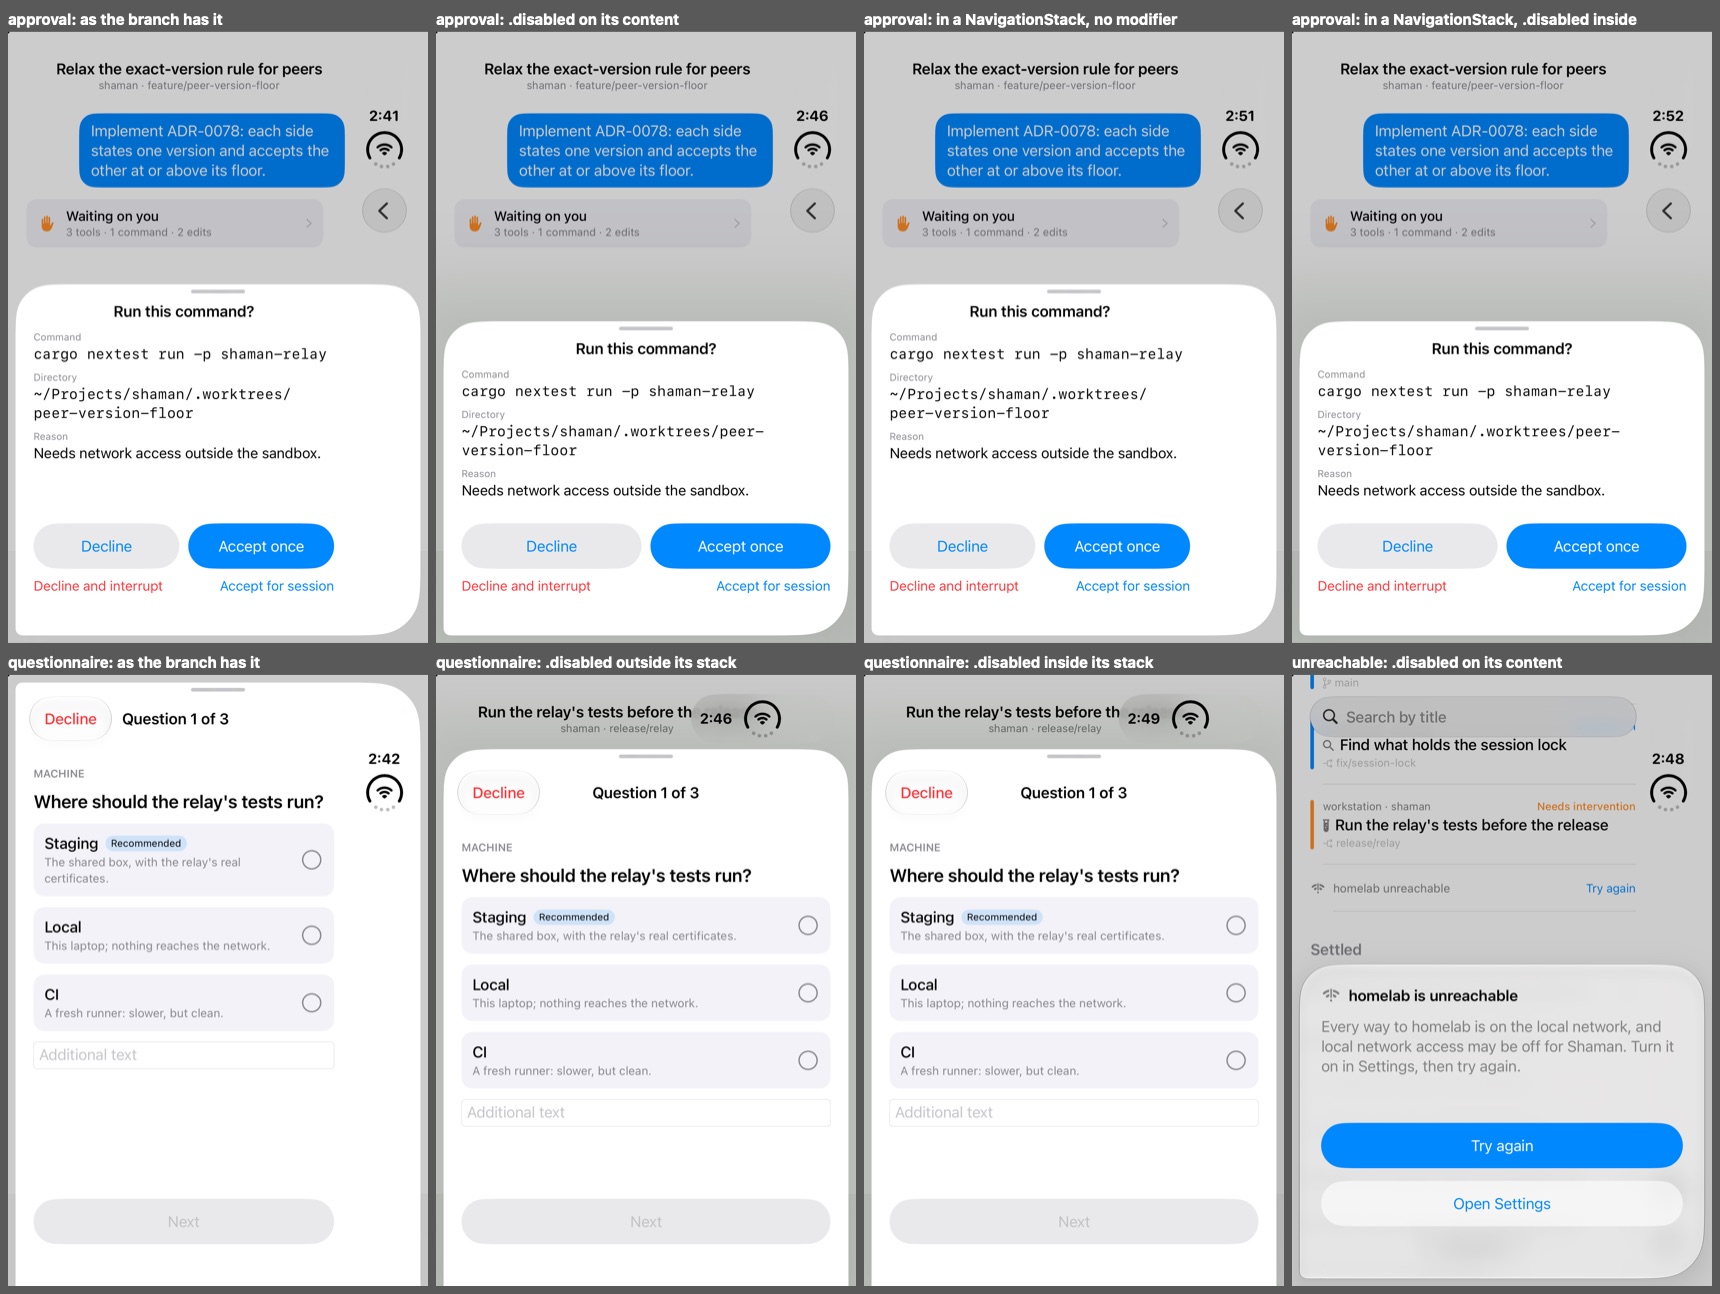 approval: as the branch has it
Relax the exact-version rule for peers
shaman · feature/peer-version-floor
2:41
Implement ADR-0078: each side
states one version and accepts the
other at or above its floor.
Waiting on you
3 tools · 1 command · 2 edits
Run this command?
Command
cargo nextest run -p shaman-relay
Directory
~/Projects/shaman/.worktrees/
peer-version-floor
Reason
Needs network access outside the sandbox.
Decline
Accept once
Decline and interrupt
Accept for session
approval: .disabled on its content
Relax the exact-version rule for peers
shaman · feature/peer-version-floor
2:46
Implement ADR-0078: each side
states one version and accepts the
other at or above its floor.
Waiting on you
3 tools · 1 command · 2 edits
Run this command?
Command
cargo nextest run -p shaman-relay
Directory
~/Projects/shaman/.worktrees/peer-
version-floor
Reason
Needs network access outside the sandbox.
Decline
Accept once
Decline and interrupt
Accept for session
approval: in a NavigationStack, no modifier
Relax the exact-version rule for peers
shaman · feature/peer-version-floor
2:51
Implement ADR-0078: each side
states one version and accepts the
other at or above its floor.
Waiting on you
3 tools · 1 command · 2 edits
Run this command?
Command
cargo nextest run -p shaman-relay
Directory
~/Projects/shaman/.worktrees/
peer-version-floor
Reason
Needs network access outside the sandbox.
Decline
Accept once
Decline and interrupt
Accept for session
approval: in a NavigationStack, .disabled inside
Relax the exact-version rule for peers
shaman · feature/peer-version-floor
2:52
Implement ADR-0078: each side
states one version and accepts the
other at or above its floor.
Waiting on you
3 tools · 1 command · 2 edits
Run this command?
Command
cargo nextest run -p shaman-relay
Directory
~/Projects/shaman/.worktrees/peer-
version-floor
Reason
Needs network access outside the sandbox.
Decline
Accept once
Decline and interrupt
Accept for session
questionnaire: as the branch has it
Decline
Question 1 of 3
2:42
MACHINE
Where should the relay's tests run?
Staging Recommended
The shared box, with the relay's real
certificates.
Local
This laptop; nothing reaches the network.
CI
A fresh runner: slower, but clean.
Additional text
Next
questionnaire: .disabled outside its stack
Run the relay's tests before th
shaman · release/relay
2:46
Decline
Question 1 of 3
MACHINE
Where should the relay's tests run?
Staging Recommended
The shared box, with the relay's real certificates.
Local
This laptop; nothing reaches the network.
CI
A fresh runner: slower, but clean.
Additional text
Next
questionnaire: .disabled inside its stack
Run the relay's tests before th
shaman · release/relay
2:49
Decline
Question 1 of 3
MACHINE
Where should the relay's tests run?
Staging Recommended
The shared box, with the relay's real certificates.
Local
This laptop; nothing reaches the network.
CI
A fresh runner: slower, but clean.
Additional text
Next
unreachable: .disabled on its content
main
Search by title
Find what holds the session lock
fix/session-lock
2:48
workstation · shaman
Needs intervention
Run the relay's tests before the release
release/relay
homelab unreachable
Try again
Settled
homelab is unreachable
Every way to homelab is on the local network, and
local network access may be off for Shaman. Turn it
on in Settings, then try again.
Try again
Open Settings